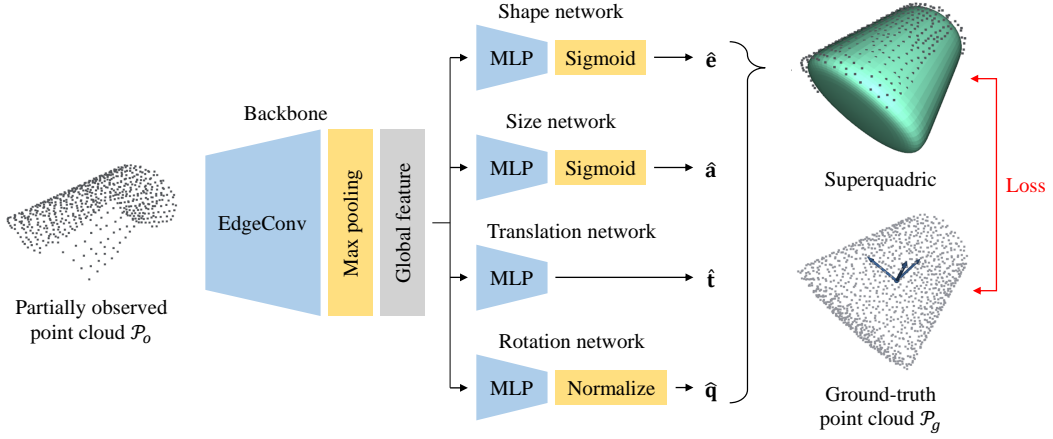 Shape network
MLP
Sigmoid
ê
Backbone
Size network
MLP
Sigmoid
â
Superquadric
Loss
EdgeConv
Max pooling
Global feature
Translation network
MLP
t̂
Partially observed
point cloud 𝒫ₒ
Rotation network
MLP
Normalize
q̂
Ground-truth
point cloud 𝒫g